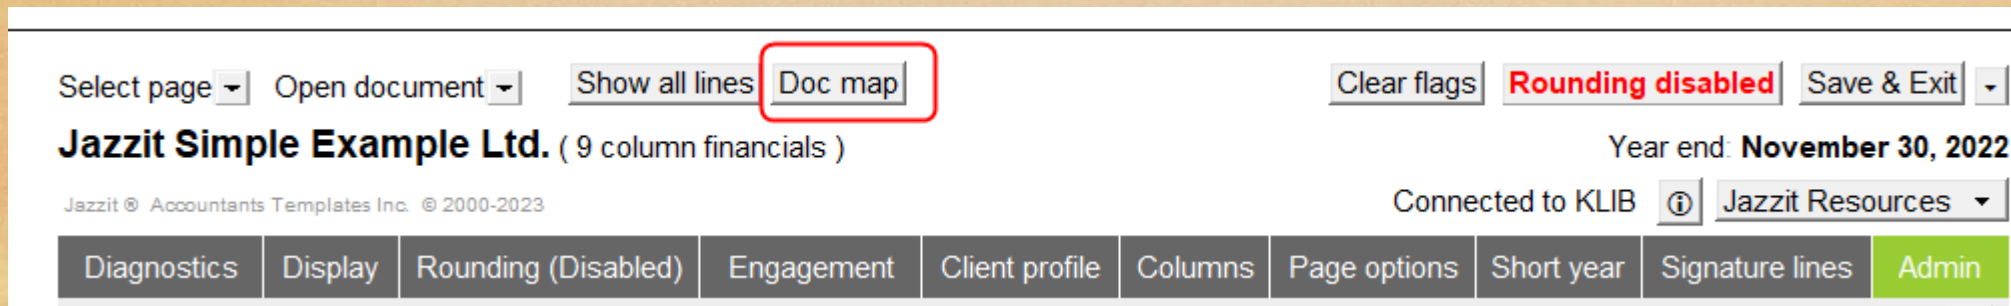 Select page Open document Show all lines Doc map Clear flags Rounding disabled Save & Exit
Jazzit Simple Example Ltd. ( 9 column financials ) Year end: November 30, 2022
Jazzit ® Accountants Templates Inc. © 2000-2023 Connected to KLIB Jazzit Resources
Diagnostics Display Rounding (Disabled) Engagement Client profile Columns Page options Short year Signature lines Admin